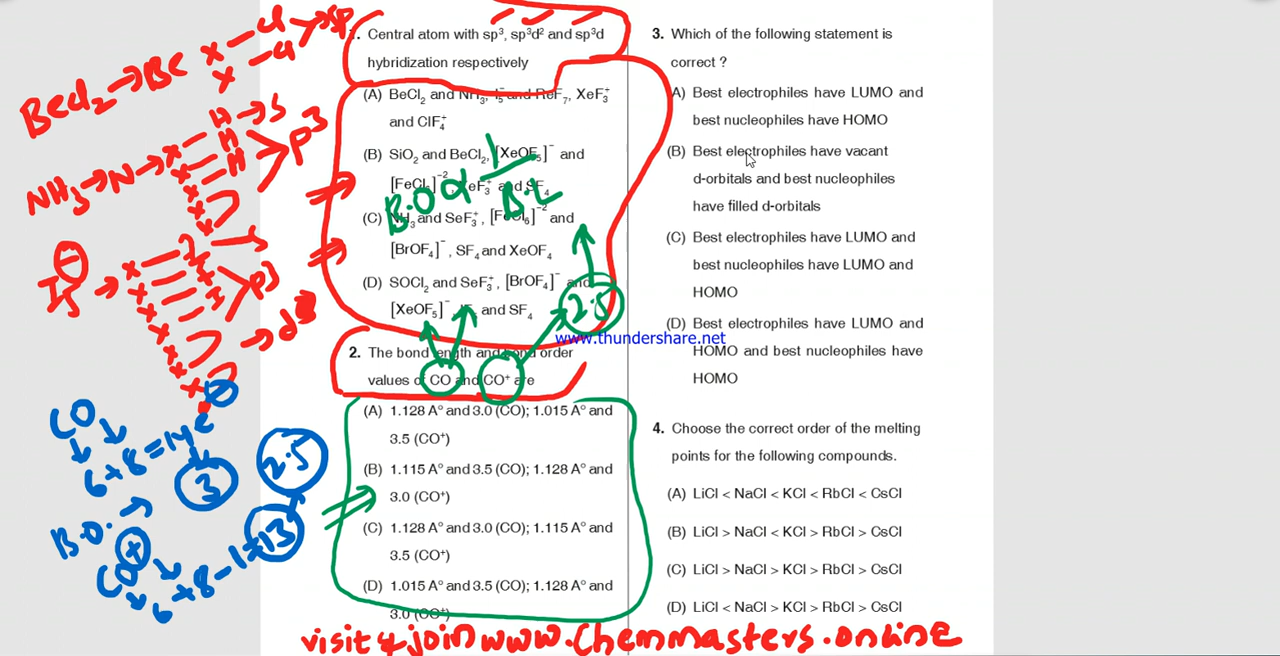 1. Central atom with sp³, sp³d² and sp³d
hybridization respectively
(A) BeCl₂ and NH₃, I₅⁻ and ReF₇, XeF₃⁺
and ClF₄⁺
(B) SiO₂ and BeCl₂, [XeOF₅]⁻ and
[FeCl₆]⁻², SeF₃⁺ and SF₄
(C) NH₃ and SeF₃⁺, [FeCl₆]⁻² and
[BrOF₄]⁻, SF₄ and XeOF₄
(D) SOCl₂ and SeF₃⁺, [BrOF₄]⁻ and
[XeOF₅]⁻ and SF₄
www.thundershare.net
2. The bond length and bond order
values of CO and CO⁺ are
(A) 1.128 A° and 3.0 (CO); 1.015 A° and
3.5 (CO⁺)
(B) 1.115 A° and 3.5 (CO); 1.128 A° and
3.0 (CO⁺)
(C) 1.128 A° and 3.0 (CO); 1.115 A° and
3.5 (CO⁺)
(D) 1.015 A° and 3.5 (CO); 1.128 A° and
3.0 (CO⁺)
3. Which of the following statement is
correct ?
A) Best electrophiles have LUMO and
best nucleophiles have HOMO
(B) Best electrophiles have vacant
d-orbitals and best nucleophiles
have filled d-orbitals
(C) Best electrophiles have LUMO and
best nucleophiles have LUMO and
HOMO
(D) Best electrophiles have LUMO and
HOMO and best nucleophiles have
HOMO
4. Choose the correct order of the melting
points for the following compounds.
(A) LiCl < NaCl < KCl < RbCl < CsCl
(B) LiCl > NaCl < KCl > RbCl > CsCl
(C) LiCl > NaCl > KCl > RbCl > CsCl
(D) LiCl < NaCl > KCl > RbCl > CsCl
BeCl₂ → Be x - Cl > sp
x - Cl
NH₃ → N → x - H → s
x - H > p³
x - H
I₅⁻ →
B.O ∝ 1/B.L
2.5
CO
6+8=14e⁻
3
2.5
B.O. →
CO⁺
6+8-1=13
visit & join www.Chemmasters.online